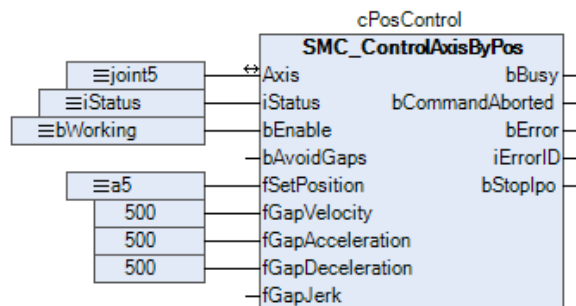 cPosControl
SMC_ControlAxisByPos
joint5 Axis bBusy
iStatus iStatus bCommandAborted
bWorking bEnable bError
bAvoidGaps iErrorID
a5 fSetPosition bStopIpo
500 fGapVelocity
500 fGapAcceleration
500 fGapDeceleration
fGapJerk